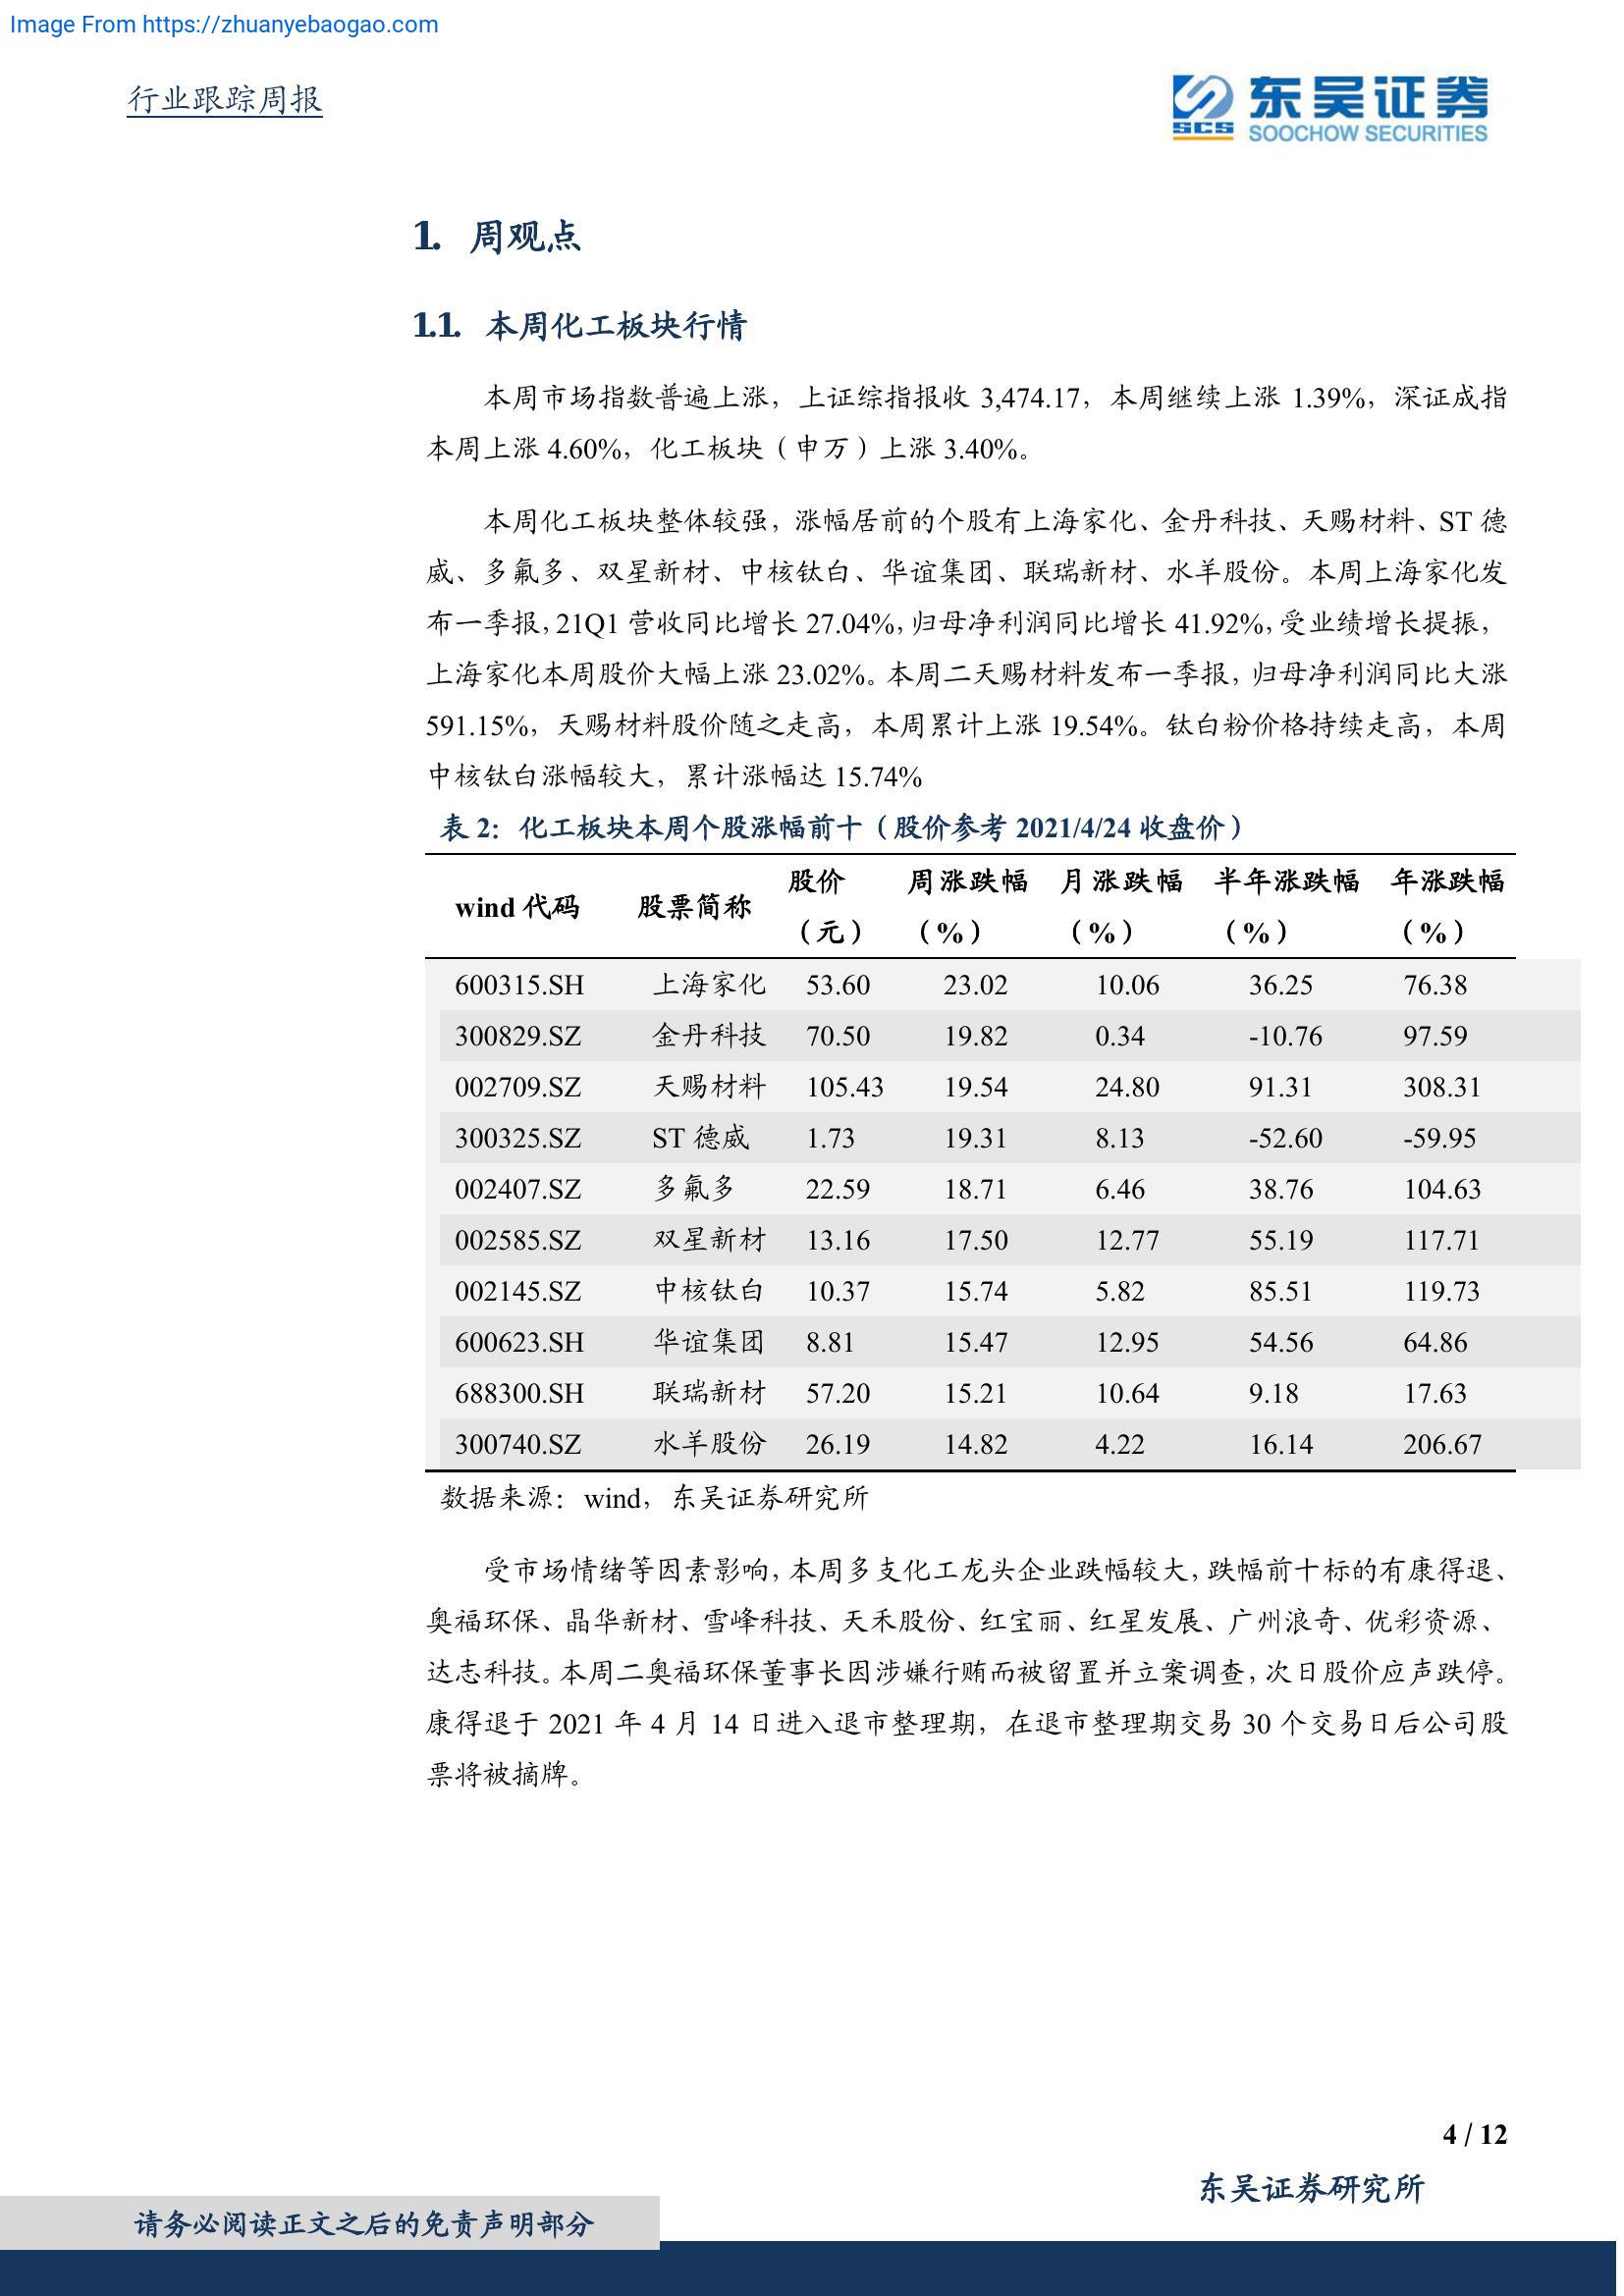 Image From https://zhuanyebaogao.com
行业跟踪周报
东吴证券
SCS
SOOCHOW SECURITIES
1. 周观点
1.1. 本周化工板块行情
本周市场指数普遍上涨，上证综指报收 3,474.17，本周继续上涨 1.39%，深证成指
本周上涨 4.60%，化工板块（申万）上涨 3.40%。
本周化工板块整体较强，涨幅居前的个股有上海家化、金丹科技、天赐材料、ST 德
威、多氟多、双星新材、中核钛白、华谊集团、联瑞新材、水羊股份。本周上海家化发
布一季报，21Q1 营收同比增长 27.04%，归母净利润同比增长 41.92%，受业绩增长提振，
上海家化本周股价大幅上涨 23.02%。本周二天赐材料发布一季报，归母净利润同比大涨
591.15%，天赐材料股价随之走高，本周累计上涨 19.54%。钛白粉价格持续走高，本周
中核钛白涨幅较大，累计涨幅达 15.74%
表 2：化工板块本周个股涨幅前十（股价参考 2021/4/24 收盘价）
wind 代码 股票简称 股价（元） 周涨跌幅（%） 月涨跌幅（%） 半年涨跌幅（%） 年涨跌幅（%）
600315.SH 上海家化 53.60 23.02 10.06 36.25 76.38
300829.SZ 金丹科技 70.50 19.82 0.34 -10.76 97.59
002709.SZ 天赐材料 105.43 19.54 24.80 91.31 308.31
300325.SZ ST 德威 1.73 19.31 8.13 -52.60 -59.95
002407.SZ 多氟多 22.59 18.71 6.46 38.76 104.63
002585.SZ 双星新材 13.16 17.50 12.77 55.19 117.71
002145.SZ 中核钛白 10.37 15.74 5.82 85.51 119.73
600623.SH 华谊集团 8.81 15.47 12.95 54.56 64.86
688300.SH 联瑞新材 57.20 15.21 10.64 9.18 17.63
300740.SZ 水羊股份 26.19 14.82 4.22 16.14 206.67
数据来源：wind，东吴证券研究所
受市场情绪等因素影响，本周多支化工龙头企业跌幅较大，跌幅前十标的有康得退、
奥福环保、晶华新材、雪峰科技、天禾股份、红宝丽、红星发展、广州浪奇、优彩资源、
达志科技。本周二奥福环保董事长因涉嫌行贿而被留置并立案调查，次日股价应声跌停。
康得退于 2021 年 4 月 14 日进入退市整理期，在退市整理期交易 30 个交易日后公司股
票将被摘牌。
4 / 12
东吴证券研究所
请务必阅读正文之后的免责声明部分